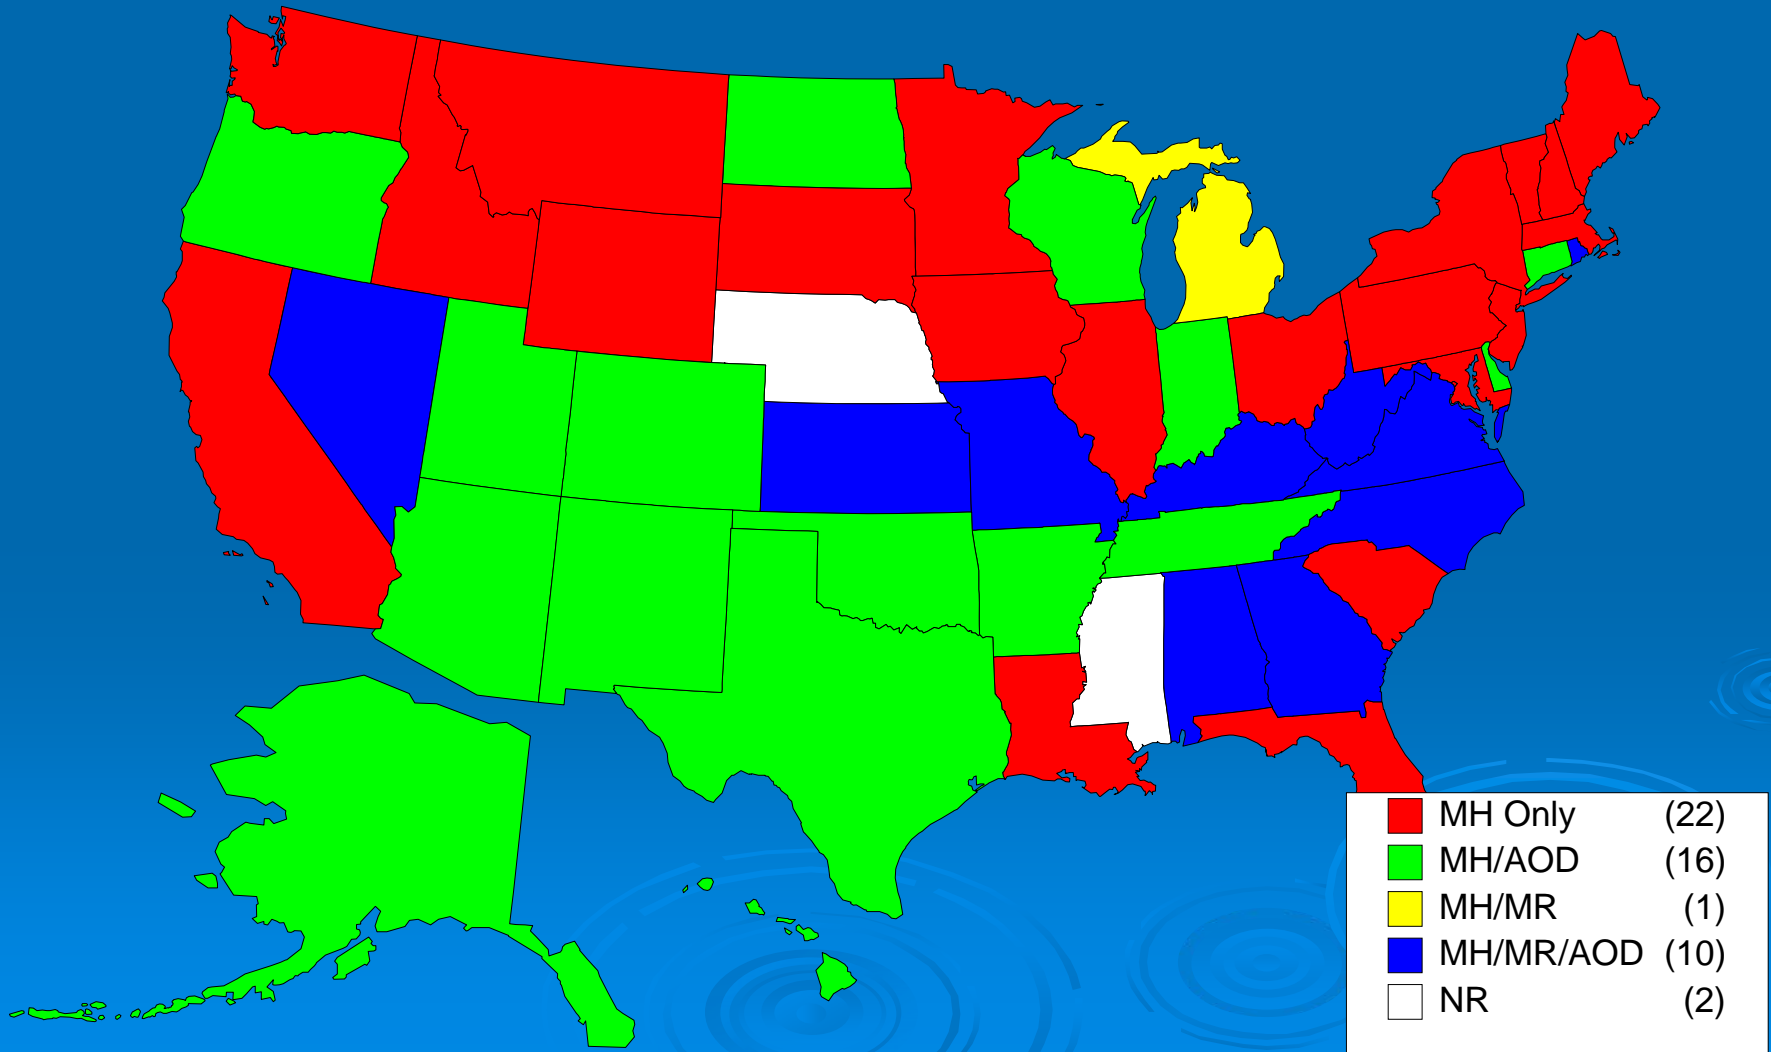 MH Only (22)
MH/AOD (16)
MH/MR (1)
MH/MR/AOD (10)
NR (2)